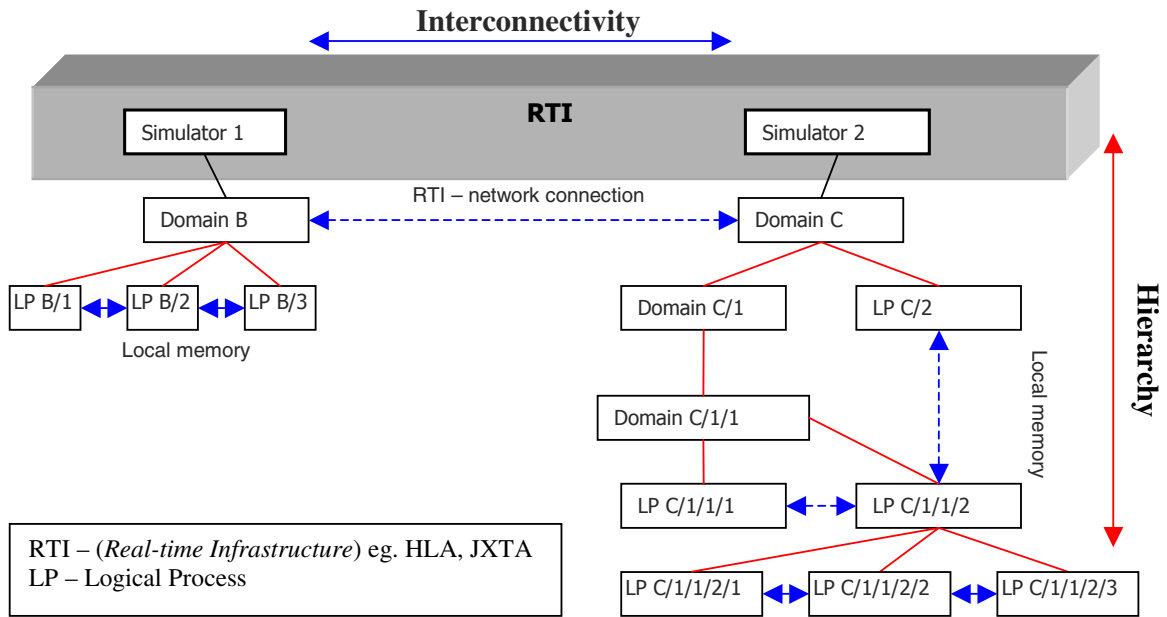 Interconnectivity
RTI
Simulator 1
Simulator 2
RTI – network connection
Domain B
Domain C
LP B/1
LP B/2
LP B/3
Domain C/1
LP C/2
Local memory
Local memory
Hierarchy
Domain C/1/1
LP C/1/1/1
LP C/1/1/2
RTI – (Real-time Infrastructure) eg. HLA, JXTA
LP – Logical Process
LP C/1/1/2/1
LP C/1/1/2/2
LP C/1/1/2/3